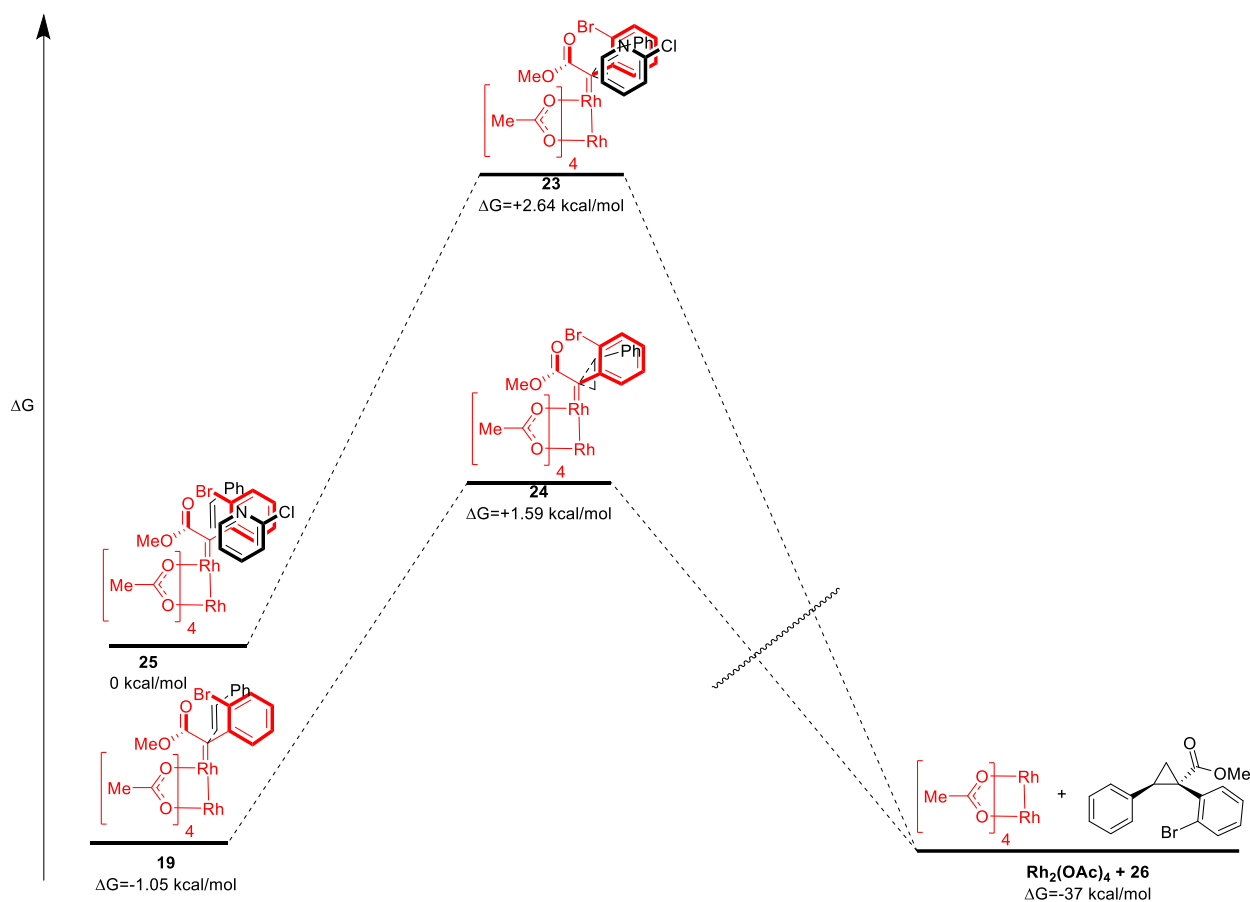 Br
O
Ph
N
Cl
MeO
Rh
O
Me
O
Rh
4
23
ΔG=+2.64 kcal/mol
Br
O
Ph
MeO
Rh
O
Me
O
Rh
4
24
ΔG=+1.59 kcal/mol
ΔG
Br
Ph
O
N
Cl
MeO
Rh
O
Me
O
Rh
4
25
0 kcal/mol
Br
Ph
O
MeO
Rh
O
Me
O
Rh
4
19
ΔG=-1.05 kcal/mol
O
Rh
Me
O
Rh
4
+
O
OMe
Br
Rh2(OAc)4 + 26
ΔG=-37 kcal/mol